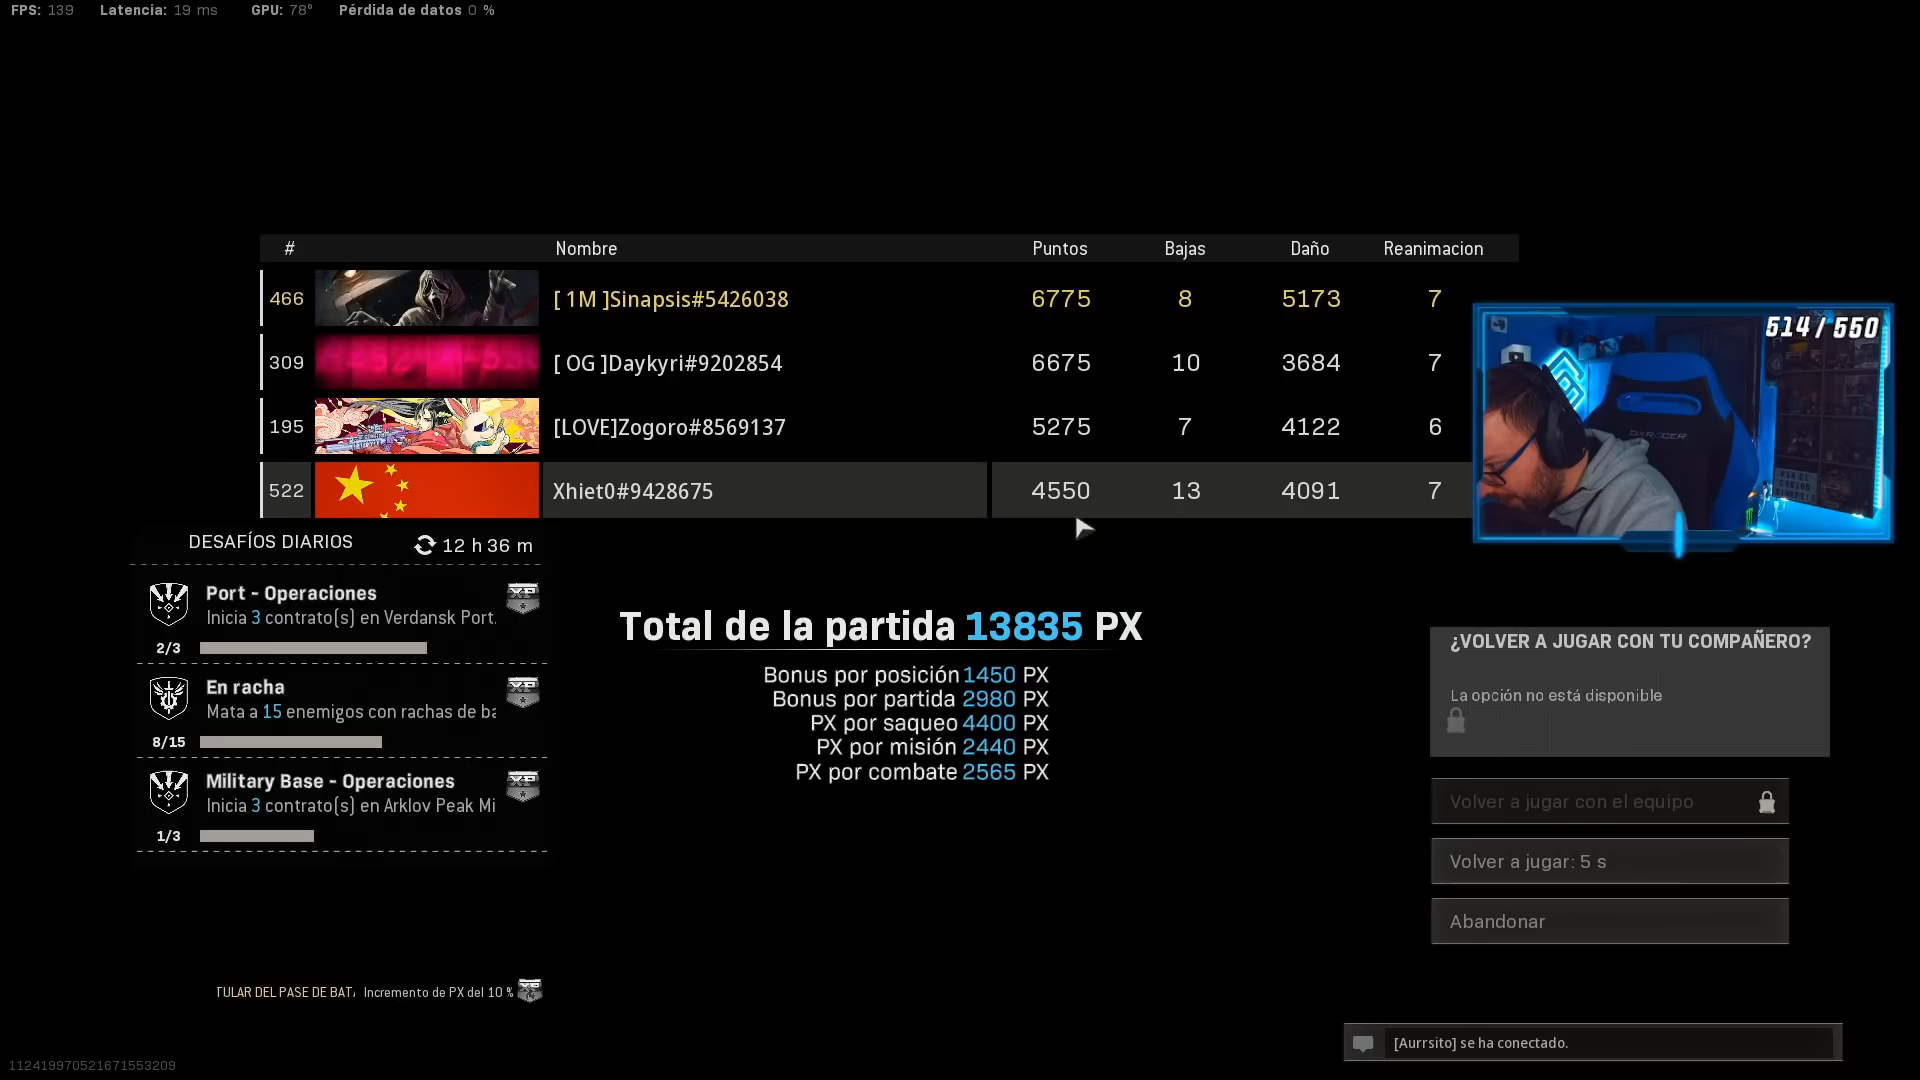 FPS: 139 Latencia: 19 ms GPU: 78° Pérdida de datos 0 %
# Nombre Puntos Bajas Daño Reanimacion
466 [ 1M ]Sinapsis#5426038 6775 8 5173 7
309 [ OG ]Daykyri#9202854 6675 10 3684 7
195 [LOVE]Zogoro#8569137 5275 7 4122 6
522 Xhiet0#9428675 4550 13 4091 7
514 / 550
DXRACER
DESAFÍOS DIARIOS 12 h 36 m
Port - Operaciones
Inicia 3 contrato(s) en Verdansk Port.
2/3
XP
En racha
Mata a 15 enemigos con rachas de ba
8/15
XP
Military Base - Operaciones
Inicia 3 contrato(s) en Arklov Peak Mi
1/3
XP
Total de la partida 13835 PX
Bonus por posición 1450 PX
Bonus por partida 2980 PX
PX por saqueo 4400 PX
PX por misión 2440 PX
PX por combate 2565 PX
¿VOLVER A JUGAR CON TU COMPAÑERO?
La opción no está disponible
Volver a jugar con el equipo
Volver a jugar: 5 s
Abandonar
TULAR DEL PASE DE BAT Incremento de PX del 10 %
[Aurrsito] se ha conectado.
112419970521671553209